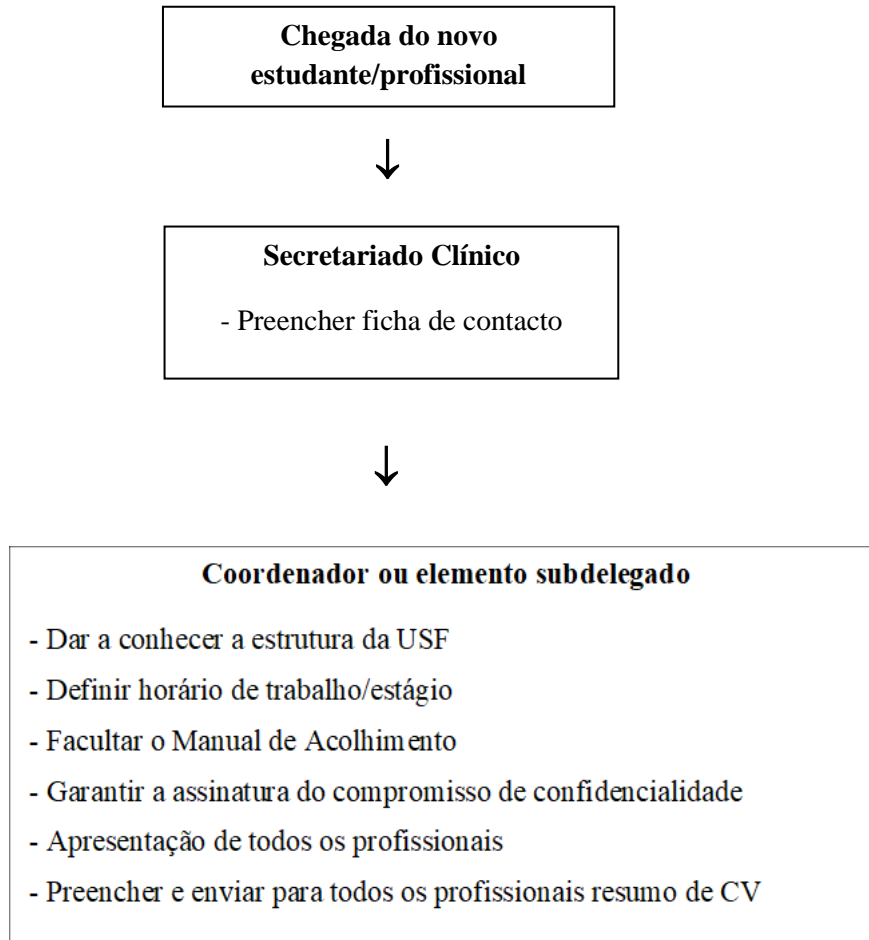 Chegada do novo
estudante/profissional
Secretariado Clínico
- Preencher ficha de contacto
Coordenador ou elemento subdelegado
- Dar a conhecer a estrutura da USF
- Definir horário de trabalho/estágio
- Facultar o Manual de Acolhimento
- Garantir a assinatura do compromisso de confidencialidade
- Apresentação de todos os profissionais
- Preencher e enviar para todos os profissionais resumo de CV